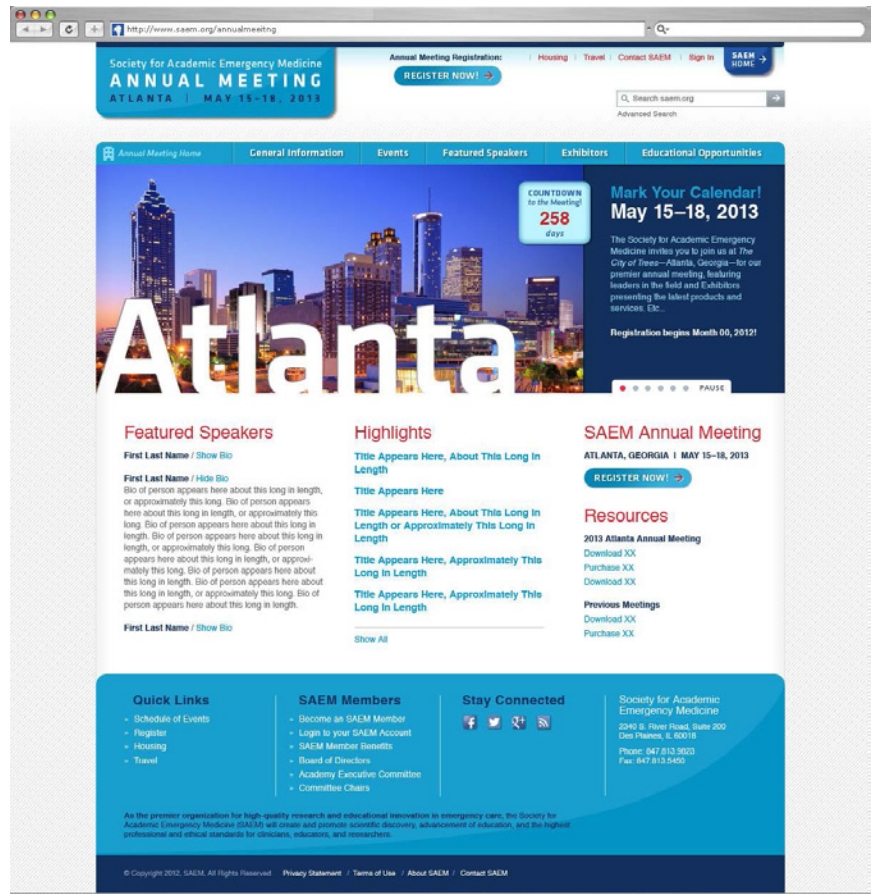 http://www.saem.org/annualmeeitng
Society for Academic Emergency Medicine
ANNUAL MEETING
ATLANTA | MAY 15-18, 2013
Annual Meeting Registration:
REGISTER NOW!
Housing | Travel | Contact SAEM | Sign In
SAEM
HOME
Search saem.org
Advanced Search
Annual Meeting Home
General Information
Events
Featured Speakers
Exhibitors
Educational Opportunities
Atlanta
COUNTDOWN
to the Meeting!
258
days
Mark Your Calendar!
May 15–18, 2013
The Society for Academic Emergency
Medicine invites you to join us at The
City of Trees—Atlanta, Georgia—for our
premier annual meeting, featuring
leaders in the field and Exhibitors
presenting the latest products and
services. Etc..
Registration begins Month 00, 2012!
PAUSE
Featured Speakers
First Last Name / Show Bio
First Last Name / Hide Bio
Bio of person appears here about this long in length,
or approximately this long. Bio of person appears
here about this long in length, or approximately this
long. Bio of person appears here about this long in
length. Bio of person appears here about this long in
length, or approximately this long. Bio of person
appears here about this long in length, or approxi-
mately this long. Bio of person appears here about
this long in length. Bio of person appears here about
this long in length, or approximately this long. Bio of
person appears here about this long in length.
First Last Name / Show Bio
Highlights
Title Appears Here, About This Long In
Length
Title Appears Here
Title Appears Here, About This Long In
Length or Approximately This Long In
Length
Title Appears Here, Approximately This
Long In Length
Title Appears Here, Approximately This
Long In Length
Show All
SAEM Annual Meeting
ATLANTA, GEORGIA | MAY 15–18, 2013
REGISTER NOW!
Resources
2013 Atlanta Annual Meeting
Download XX
Purchase XX
Download XX
Previous Meetings
Download XX
Purchase XX
Quick Links
» Schedule of Events
» Register
» Housing
» Travel
SAEM Members
» Become an SAEM Member
» Login to your SAEM Account
» SAEM Member Benefits
» Board of Directors
» Academy Executive Committee
» Committee Chairs
Stay Connected
Society for Academic
Emergency Medicine
2340 S. River Road, Suite 200
Des Plaines, IL 60018
Phone: 847.813.9823
Fax: 847.813.5450
As the premier organization for high-quality research and educational innovation in emergency care, the Society for
Academic Emergency Medicine (SAEM) will create and promote scientific discovery, advancement of education, and the highest
professional and ethical standards for clinicians, educators, and researchers.
© Copyright 2012, SAEM, All Rights Reserved Privacy Statement / Terms of Use / About SAEM / Contact SAEM